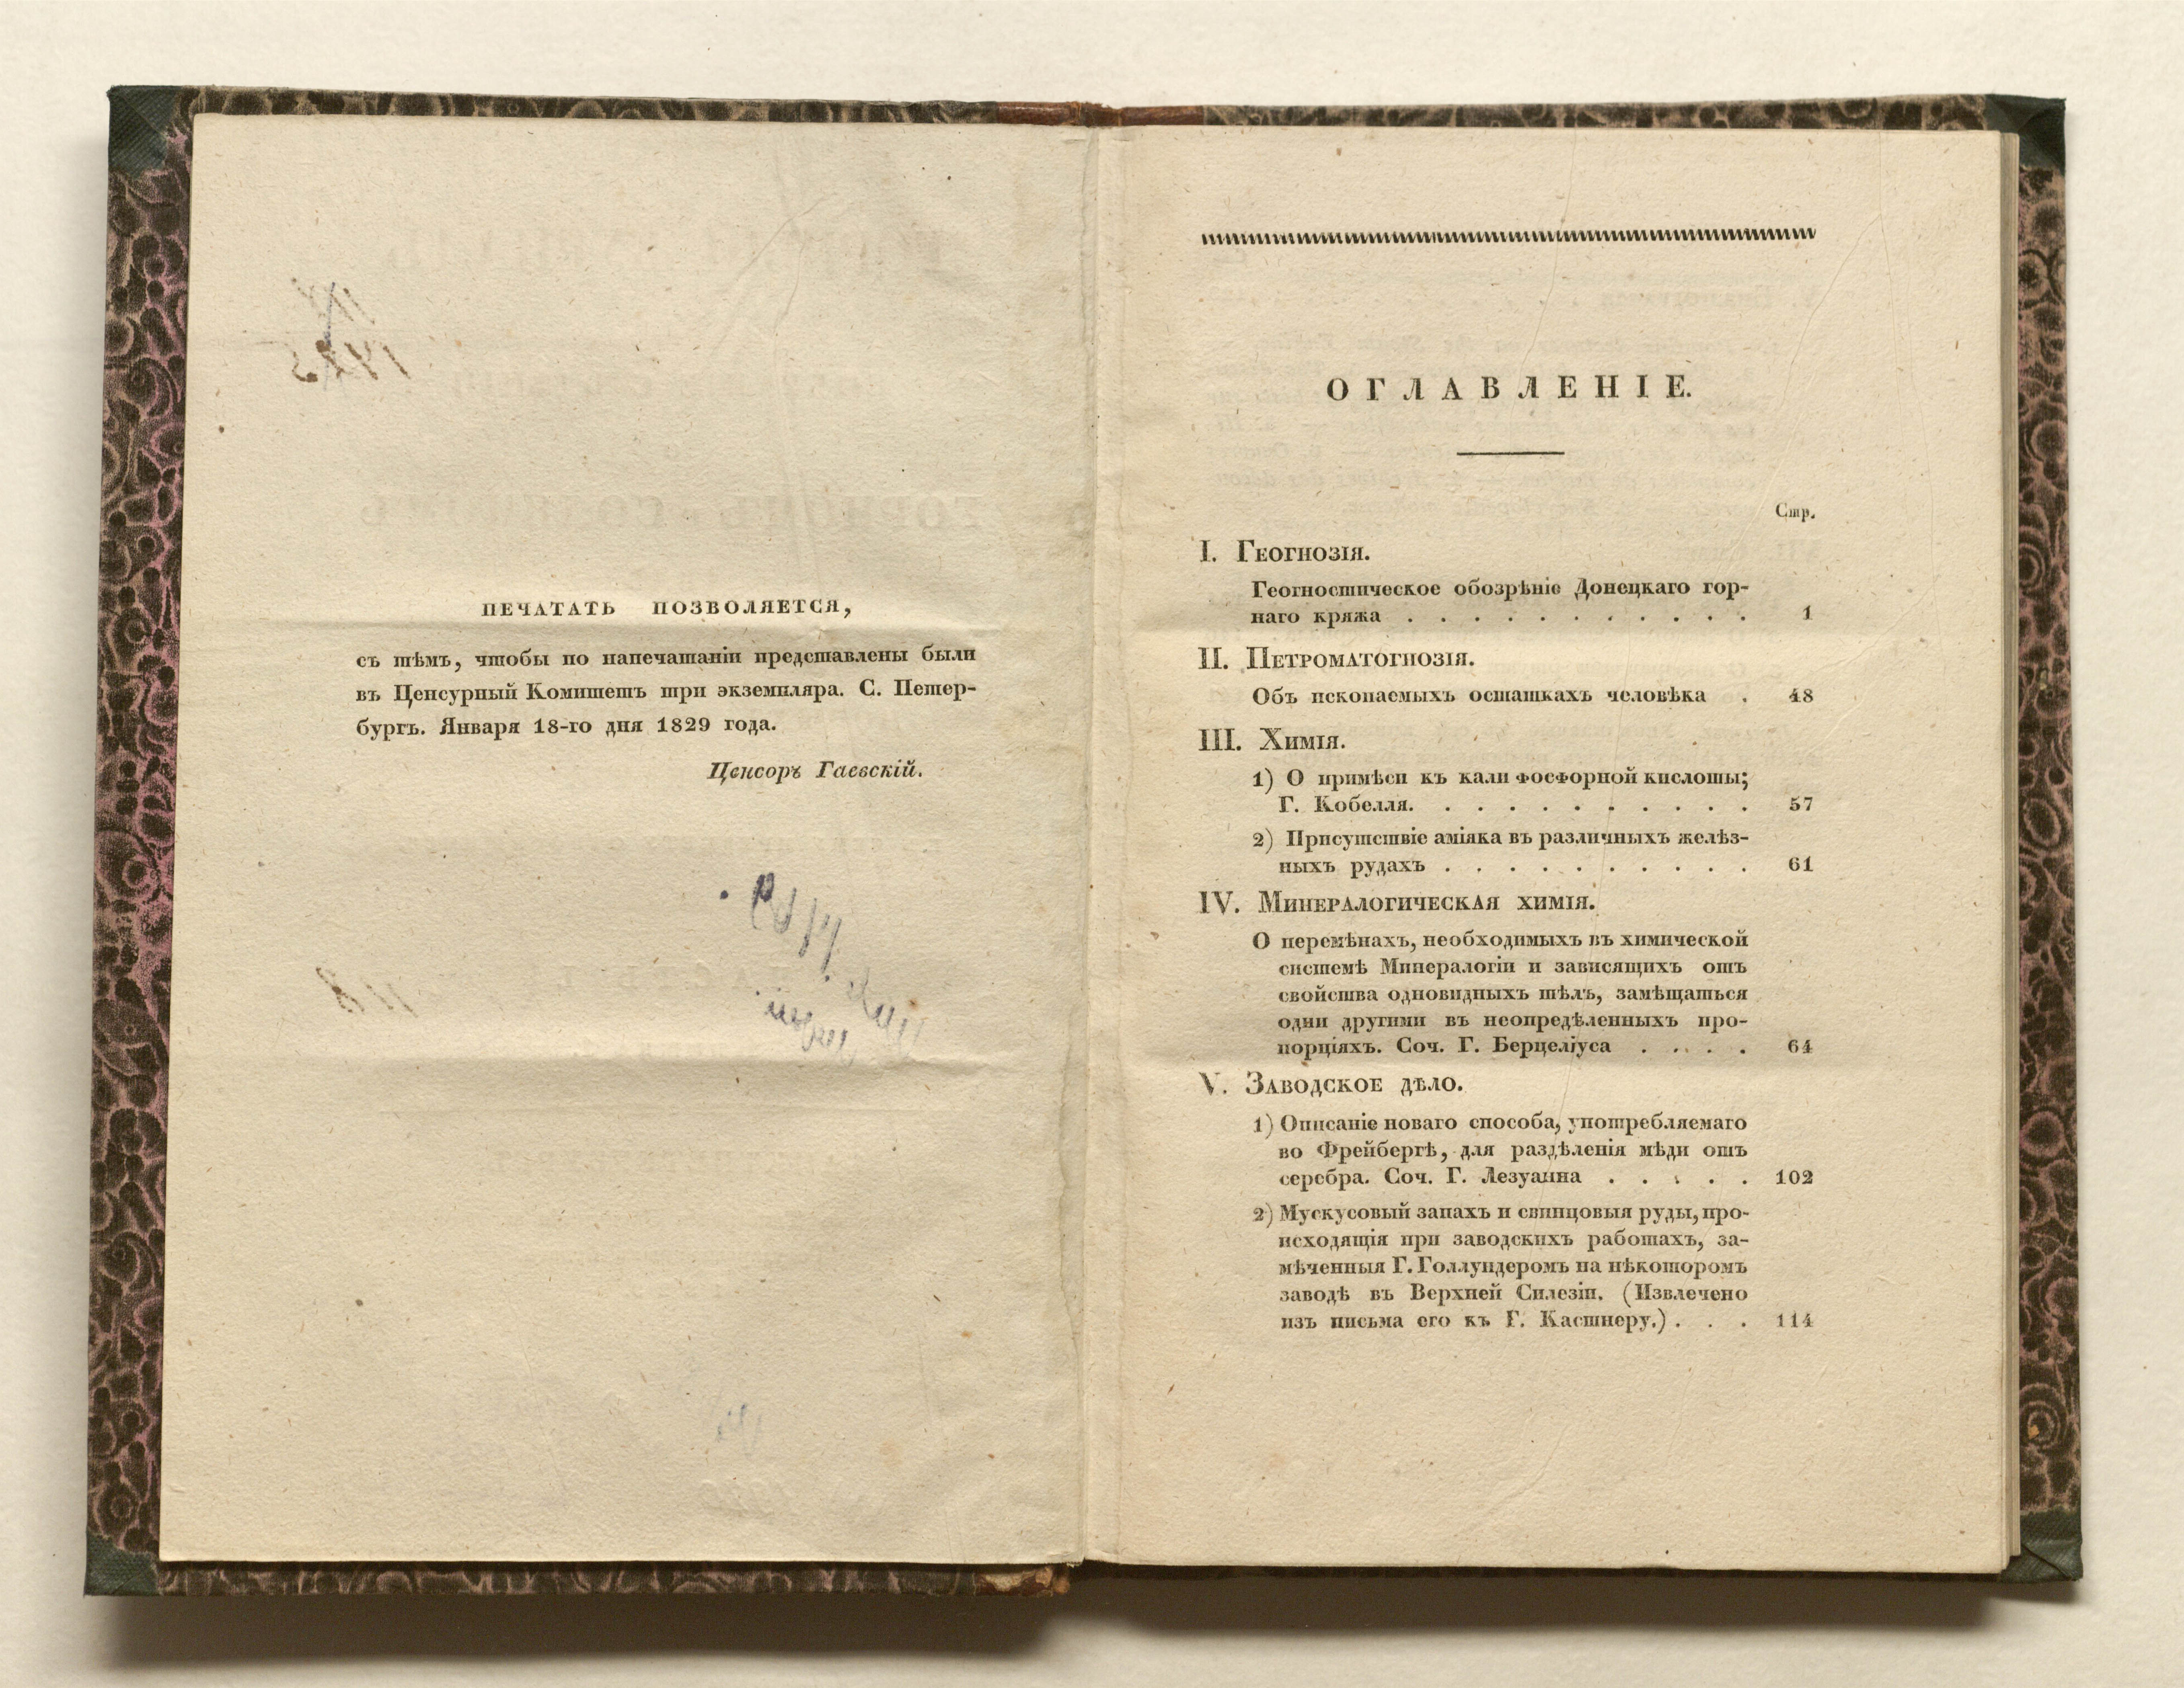 ПЕЧАТАТЬ ПОЗВОЛЯЕТСЯ,
съ тѣмъ, чтобы по напечатаніи представлены были
въ Ценсурный Комитетъ три экземпляра. С. Петер-
бургъ. Января 18-го дня 1829 года.
Ценсоръ Гаевскій.
ОГЛАВЛЕНІЕ.
Стр.
I. Геогнозія.
Геогностическое обозрѣніе Донецкаго гор-
наго кряжа . . . . . . . . . . . 1
II. Петроматогнозія.
Объ ископаемыхъ остаткахъ человѣка . 48
III. Химія.
1) О примѣси къ кали фосфорной кислоты;
Г. Кобелля. . . . . . . . . . . 57
2) Присутствіе аміяка въ различныхъ желѣз-
ныхъ рудахъ . . . . . . . . . . 61
IV. Минералогическая химія.
О перемѣнахъ, необходимыхъ въ химической
системѣ Минералогіи и зависящихъ отъ
свойства одновидныхъ тѣлъ, замѣщаться
одни другими въ неопредѣленныхъ про-
порціяхъ. Соч. Г. Берцеліуса . . . . 64
V. Заводское дѣло.
1) Описаніе новаго способа, употребляемаго
во Фрейбергѣ, для раздѣленія мѣди отъ
серебра. Соч. Г. Лезуанна . . . . . 102
2) Мускусовый запахъ и свинцовыя руды, про-
исходящія при заводскихъ работахъ, за-
мѣченныя Г. Голлундеромъ на нѣкоторомъ
заводѣ въ Верхней Силезіи. (Извлечено
изъ письма его къ Г. Кастнеру.) . . . 114